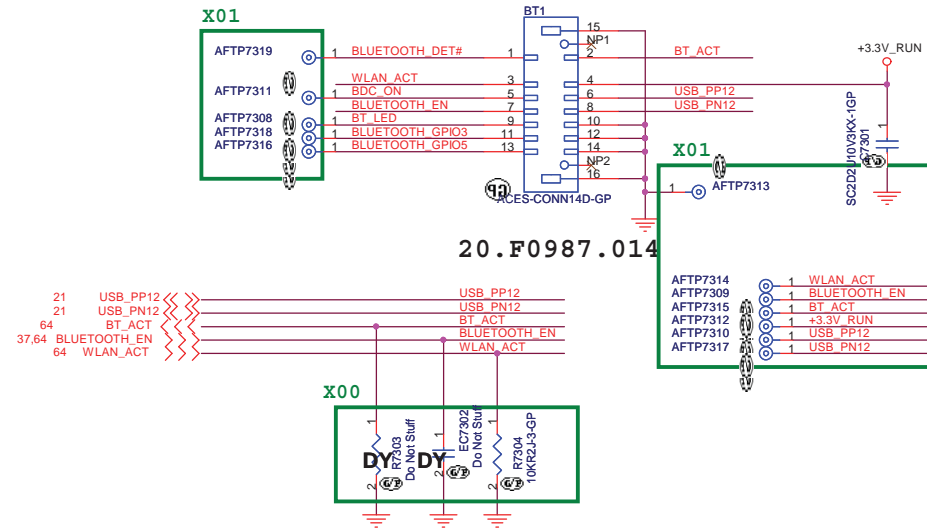 X01
BT1
AFTP7319 1 BLUETOOTH_DET# 1
15
NP1
2 BT_ACT
+3.3V_RUN
WLAN_ACT 3
4
AFTP7311 1 BDC_ON 5
6 USB_PP12
BLUETOOTH_EN 7
8 USB_PN12
AFTP7308 1 BT_LED 9
10
AFTP7318 1 BLUETOOTH_GPIO3 11
12
AFTP7316 1 BLUETOOTH_GPIO5 13
14
NP2
16
ACES-CONN14D-GP
20.F0987.014
1
SC2D2U10V3KX-1GP
X01
1 AFTP7313
AFTP7314 1 WLAN_ACT
AFTP7309 1 BLUETOOTH_EN
AFTP7315 1 BT_ACT
AFTP7312 1 +3.3V_RUN
AFTP7310 1 USB_PP12
AFTP7317 1 USB_PN12
21 USB_PP12 USB_PP12
21 USB_PN12 USB_PN12
64 BT_ACT BT_ACT
37,64 BLUETOOTH_EN BLUETOOTH_EN
64 WLAN_ACT WLAN_ACT
X00
1 2 DY R7303 Do Not Stuff
1 2 DY EC7302 Do Not Stuff
1 2 R7304 10KR2J-3-GP